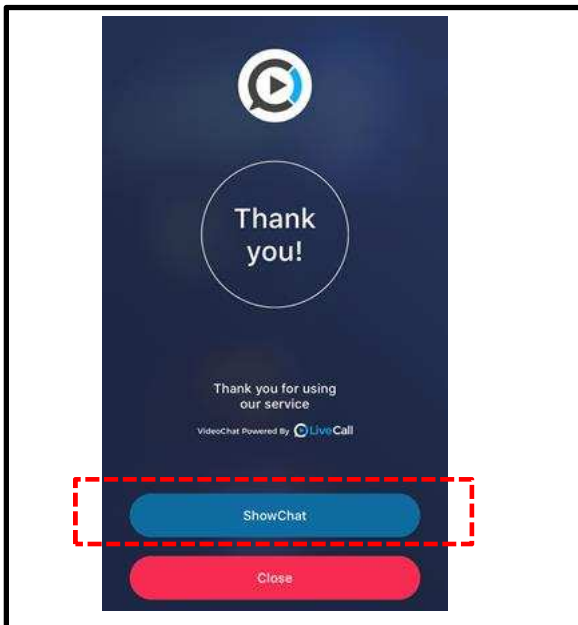 Thank
you!
Thank you for using
our service
VideoChat Powered By LiveCall
ShowChat
Close